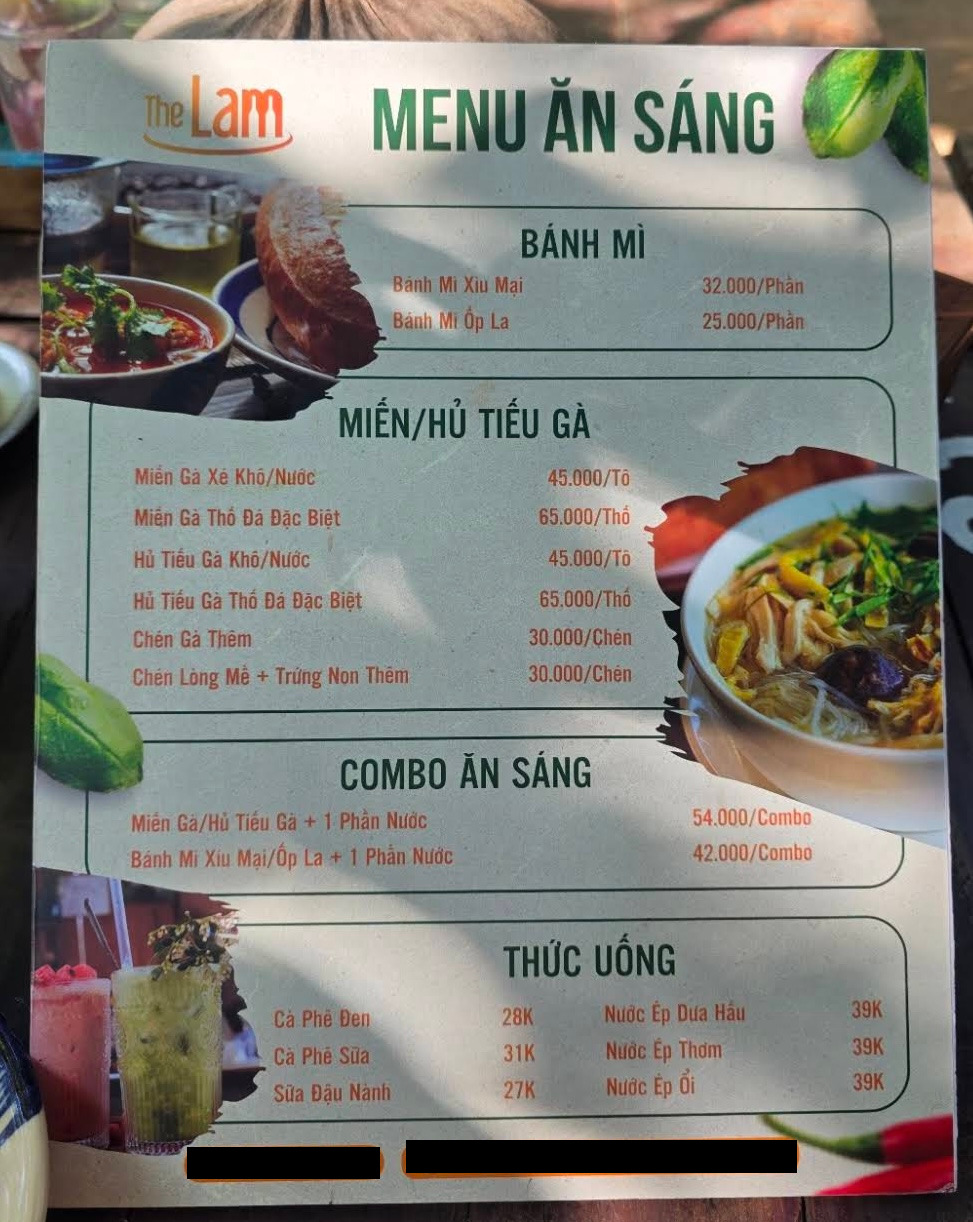 The Lam
MENU ĂN SÁNG
BÁNH MÌ
Bánh Mì Xíu Mại 32.000/Phần
Bánh Mì Ốp La 25.000/Phần
MIẾN/HỦ TIẾU GÀ
Miến Gà Xé Khô/Nước 45.000/Tô
Miến Gà Thố Đá Đặc Biệt 65.000/Thố
Hủ Tiếu Gà Khô/Nước 45.000/Tô
Hủ Tiếu Gà Thố Đá Đặc Biệt 65.000/Thố
Chén Gà Thêm 30.000/Chén
Chén Lòng Mề + Trứng Non Thêm 30.000/Chén
COMBO ĂN SÁNG
Miến Gà/Hủ Tiếu Gà + 1 Phần Nước 54.000/Combo
Bánh Mì Xíu Mại/Ốp La + 1 Phần Nước 42.000/Combo
THỨC UỐNG
Cà Phê Đen 28K Nước Ép Dưa Hấu 39K
Cà Phê Sữa 31K Nước Ép Thơm 39K
Sữa Đậu Nành 27K Nước Ép Ổi 39K